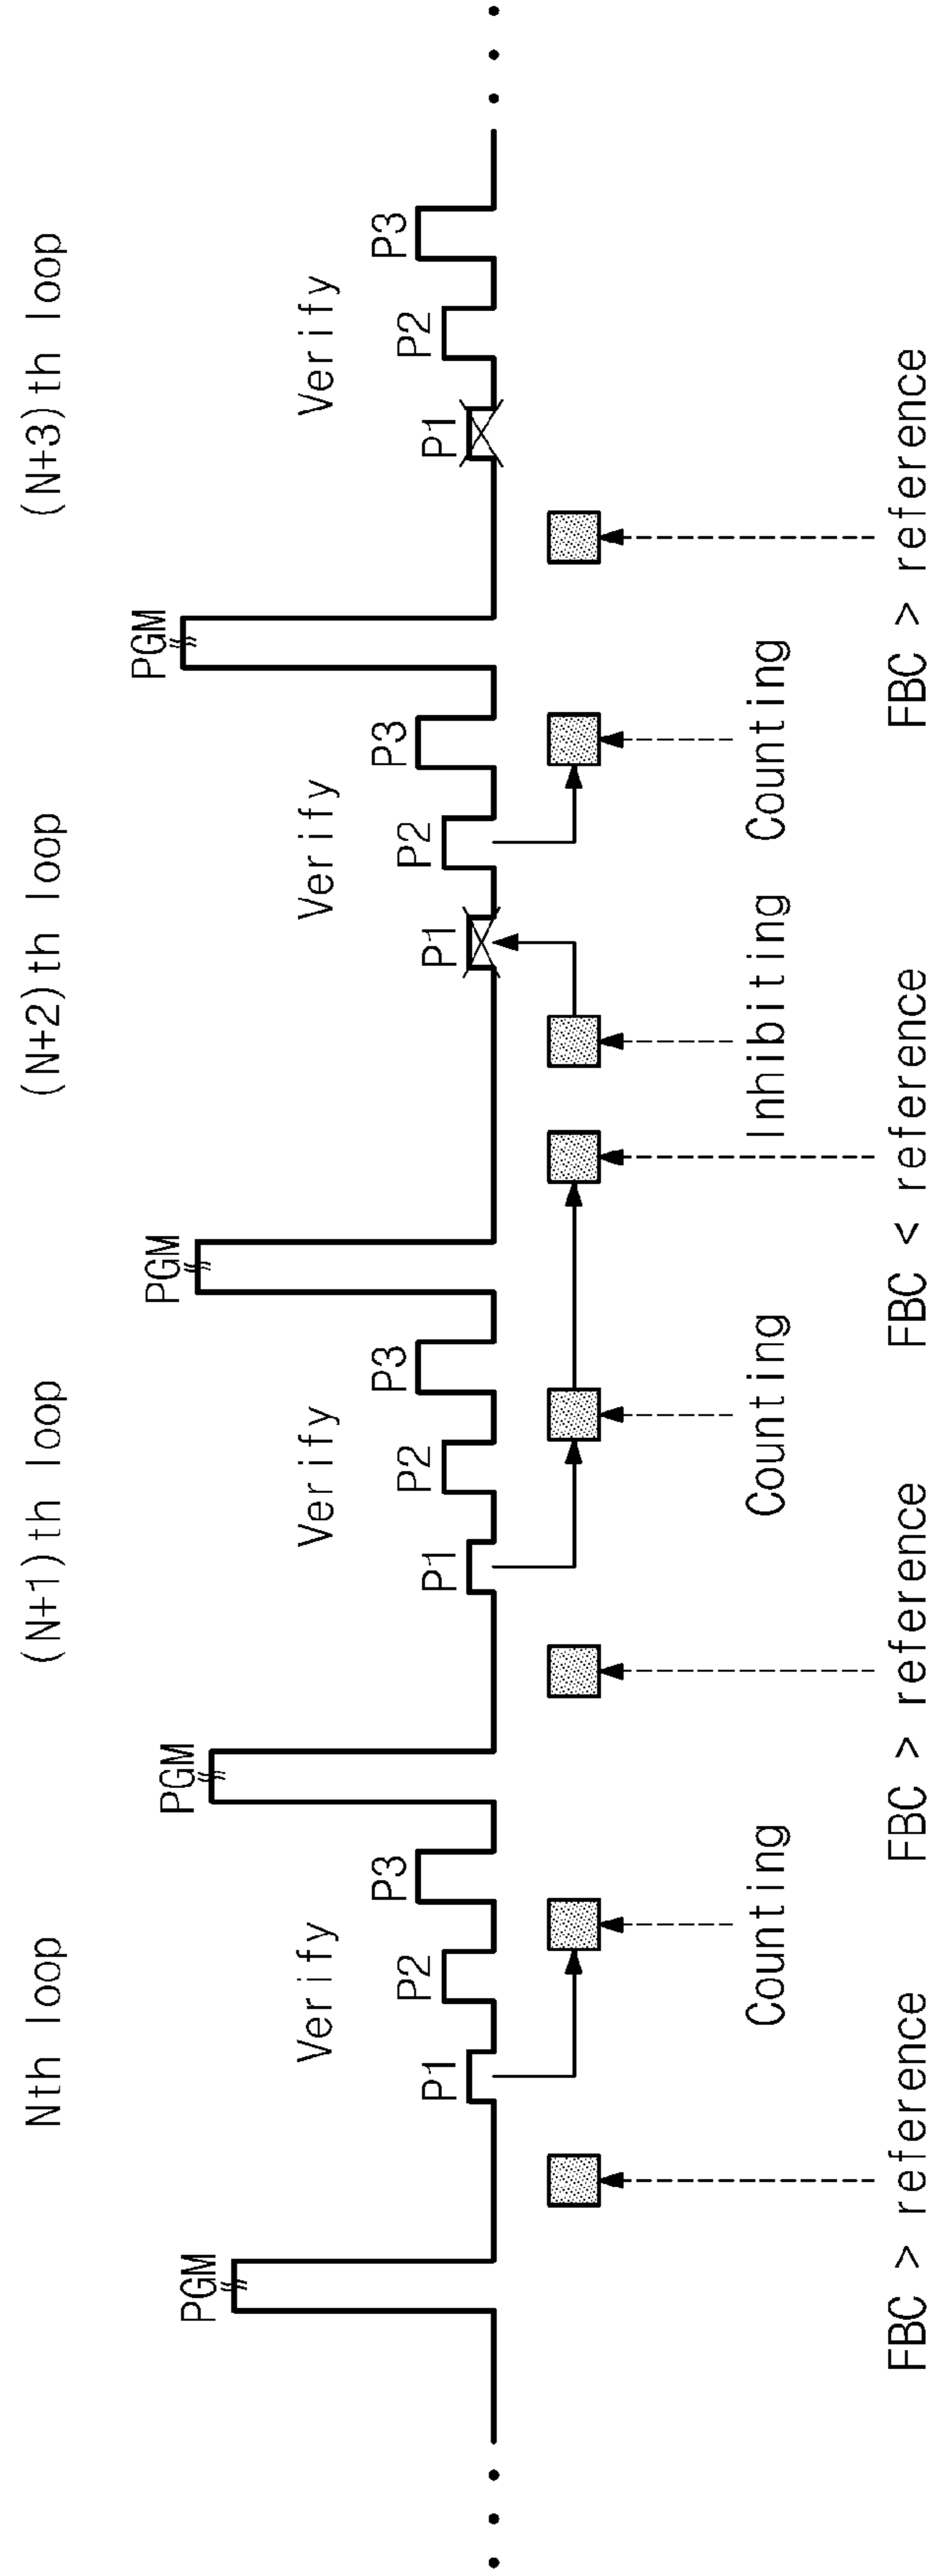 Nth loop
(N+1)th loop
(N+2)th loop
(N+3)th loop
PGM
PGM
PGM
PGM
Verify
Verify
Verify
Verify
P1
P2
P3
P1
P2
P3
P1
P2
P3
P1
P2
P3
Counting
Counting
Inhibiting
Counting
FBC > reference
FBC > reference
FBC < reference
FBC > reference